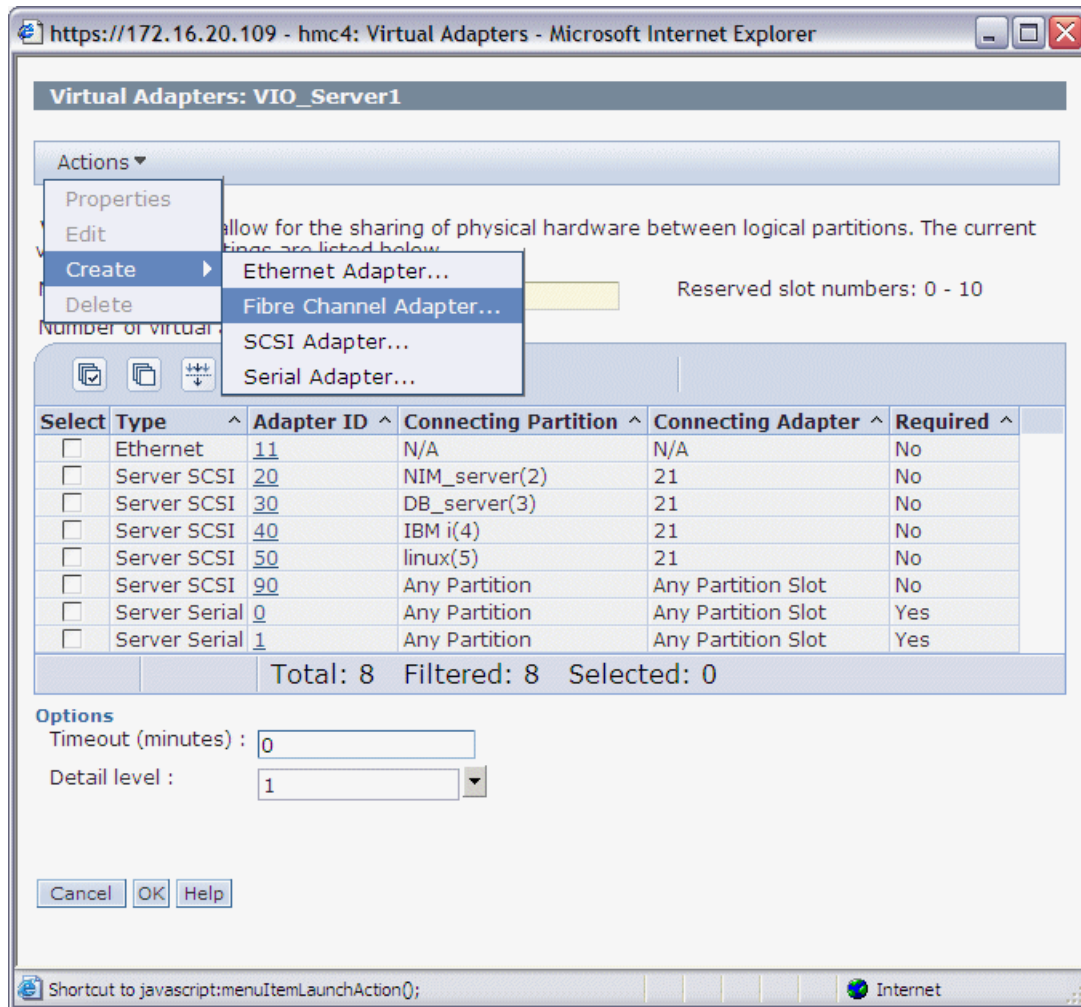 https://172.16.20.109 - hmc4: Virtual Adapters - Microsoft Internet Explorer
Virtual Adapters: VIO_Server1
Actions
Properties
Edit
Create
Delete
Ethernet Adapter...
Fibre Channel Adapter...
SCSI Adapter...
Serial Adapter...
allow for the sharing of physical hardware between logical partitions. The current
are listed below
Reserved slot numbers: 0 - 10
Number of virtual
Select Type Adapter ID Connecting Partition Connecting Adapter Required
Ethernet 11 N/A N/A No
Server SCSI 20 NIM_server(2) 21 No
Server SCSI 30 DB_server(3) 21 No
Server SCSI 40 IBM i(4) 21 No
Server SCSI 50 linux(5) 21 No
Server SCSI 90 Any Partition Any Partition Slot No
Server Serial 0 Any Partition Any Partition Slot Yes
Server Serial 1 Any Partition Any Partition Slot Yes
Total: 8 Filtered: 8 Selected: 0
Options
Timeout (minutes) : 0
Detail level : 1
Cancel OK Help
Shortcut to javascript:menuItemLaunchAction(); Internet